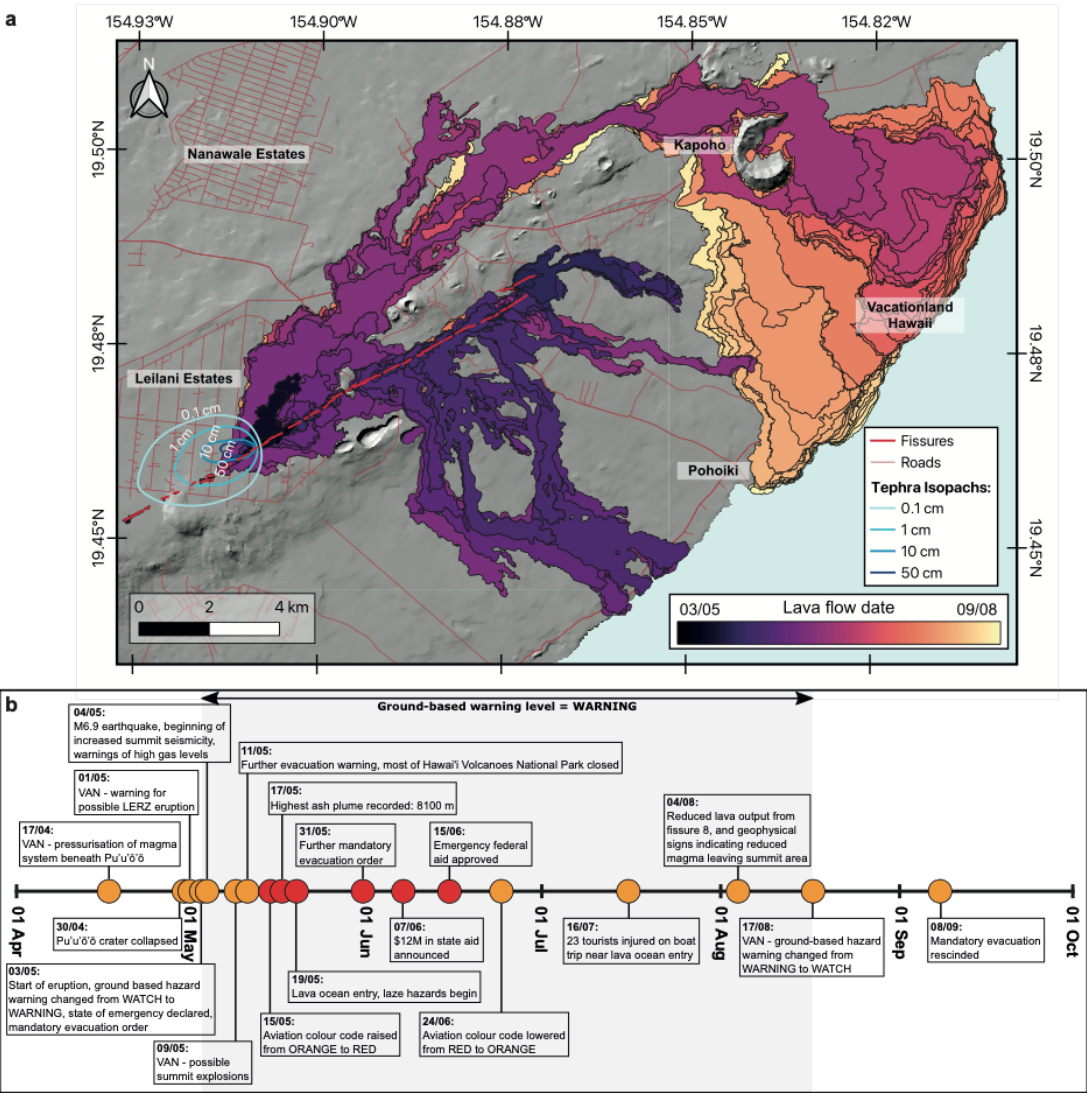 a
154.93°W
154.90°W
154.88°W
154.85°W
154.82°W
N
19.50°N
19.48°N
19.45°N
19.50°N
19.48°N
19.45°N
Nanawale Estates
Kapoho
Vacationland
Hawaii
Leilani Estates
0.1 cm
1 cm
10 cm
50 cm
Pohoiki
Fissures
Roads
Tephra Isopachs:
0.1 cm
1 cm
10 cm
50 cm
0 2 4 km
03/05 Lava flow date 09/08
b
Ground-based warning level = WARNING
04/05:
M6.9 earthquake, beginning of
increased summit seismicity,
warnings of high gas levels
11/05:
Further evacuation warning, most of Hawai'i Volcanoes National Park closed
01/05:
VAN - warning for
possible LERZ eruption
17/05:
Highest ash plume recorded: 8100 m
17/04:
VAN - pressurisation of magma
system beneath Pu'u'ō'ō
31/05:
Further mandatory
evacuation order
15/06:
Emergency federal
aid approved
04/08:
Reduced lava output from
fissure 8, and geophysical
signs indicating reduced
magma leaving summit area
01 Apr
01 May
01 Jun
01 Jul
01 Aug
01 Sep
01 Oct
30/04:
Pu'u'ō'ō crater collapsed
07/06:
$12M in state aid
announced
16/07:
23 tourists injured on boat
trip near lava ocean entry
17/08:
VAN - ground-based hazard
warning changed from
WARNING to WATCH
08/09:
Mandatory evacuation
rescinded
03/05:
Start of eruption, ground based hazard
warning changed from WATCH to
WARNING, state of emergency declared,
mandatory evacuation order
19/05:
Lava ocean entry, laze hazards begin
15/05:
Aviation colour code raised
from ORANGE to RED
24/06:
Aviation colour code lowered
from RED to ORANGE
09/05:
VAN - possible
summit explosions